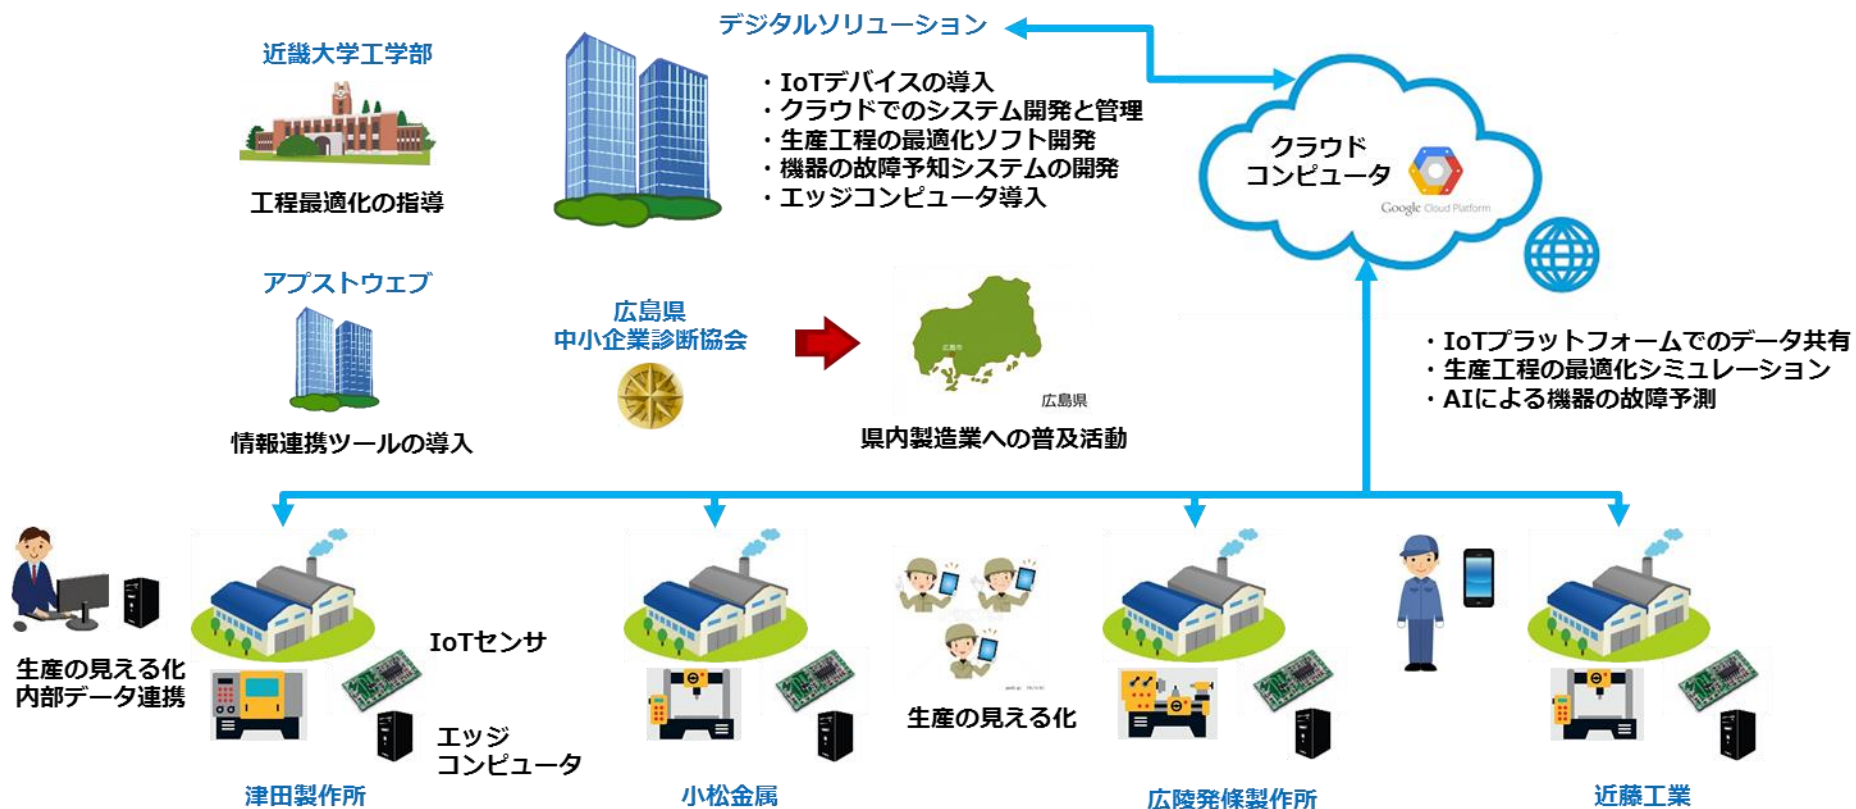 デジタルソリューション
近畿大学工学部
・IoTデバイスの導入
・クラウドでのシステム開発と管理
・生産工程の最適化ソフト開発
・機器の故障予知システムの開発
・エッジコンピュータ導入
工程最適化の指導
クラウド
コンピュータ
Google Cloud Platform
アプストウェブ
情報連携ツールの導入
広島県
中小企業診断協会
広島市
広島県
県内製造業への普及活動
・IoTプラットフォームでのデータ共有
・生産工程の最適化シミュレーション
・AIによる機器の故障予測
生産の見える化
内部データ連携
IoTセンサ
エッジ
コンピュータ
津田製作所
小松金属
生産の見える化
広陵発條製作所
近藤工業